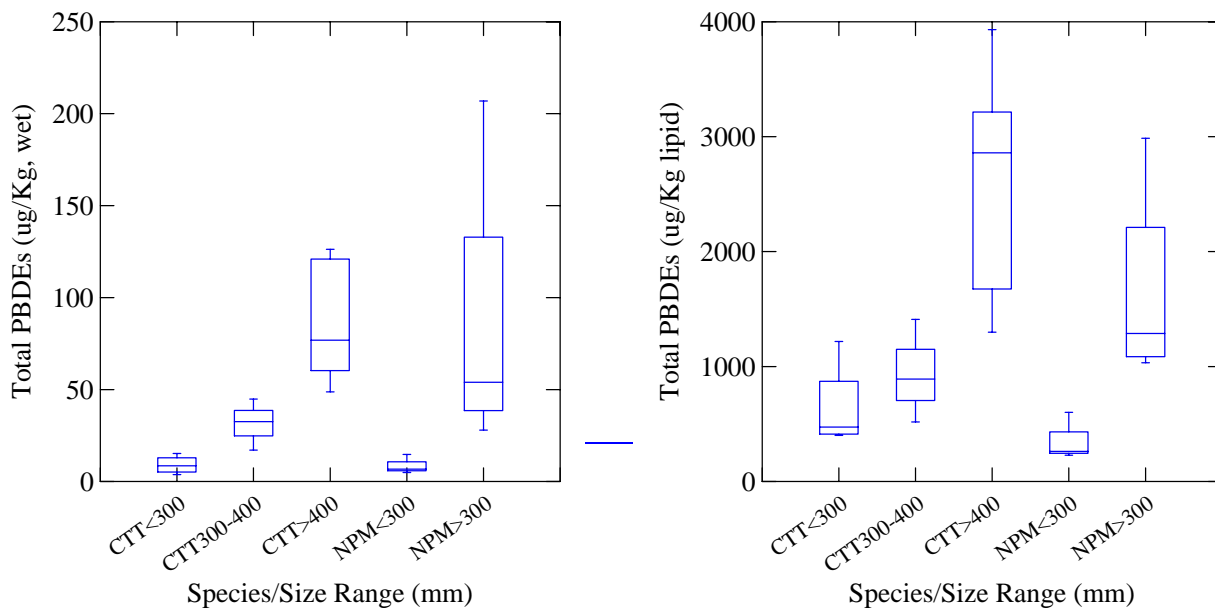 Total PBDEs (ug/Kg, wet)
250
200
150
100
50
0
CTT<300
CTT300-400
CTT>400
NPM<300
NPM>300
Species/Size Range (mm)
Total PBDEs (ug/Kg lipid)
4000
3000
2000
1000
0
CTT<300
CTT300-400
CTT>400
NPM<300
NPM>300
Species/Size Range (mm)